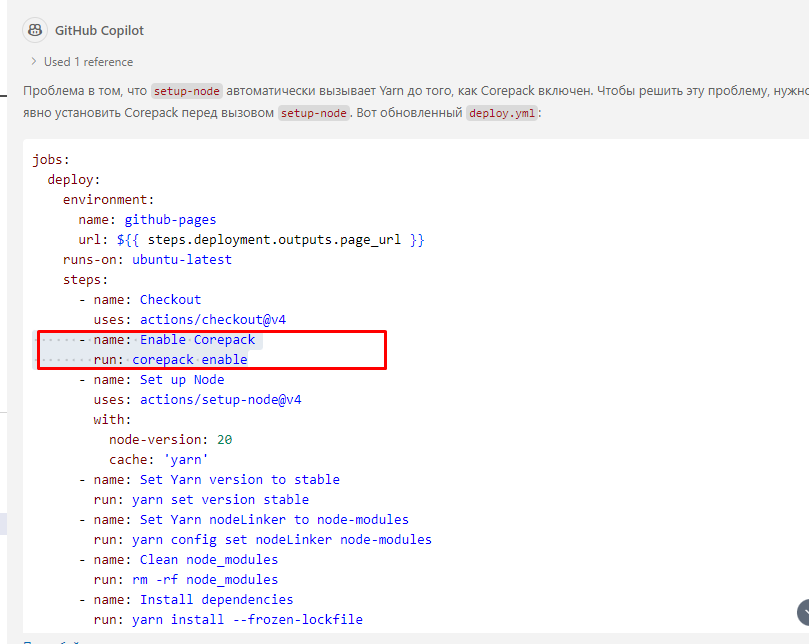 GitHub Copilot
Used 1 reference
Проблема в том, что setup-node автоматически вызывает Yarn до того, как Corepack включен. Чтобы решить эту проблему, нужно
явно установить Corepack перед вызовом setup-node. Вот обновленный deploy.yml:
jobs:
  deploy:
    environment:
      name: github-pages
      url: ${{ steps.deployment.outputs.page_url }}
    runs-on: ubuntu-latest
    steps:
      - name: Checkout
        uses: actions/checkout@v4
      - name: Enable Corepack
        run: corepack enable
      - name: Set up Node
        uses: actions/setup-node@v4
        with:
          node-version: 20
          cache: 'yarn'
      - name: Set Yarn version to stable
        run: yarn set version stable
      - name: Set Yarn nodeLinker to node-modules
        run: yarn config set nodeLinker node-modules
      - name: Clean node_modules
        run: rm -rf node_modules
      - name: Install dependencies
        run: yarn install --frozen-lockfile